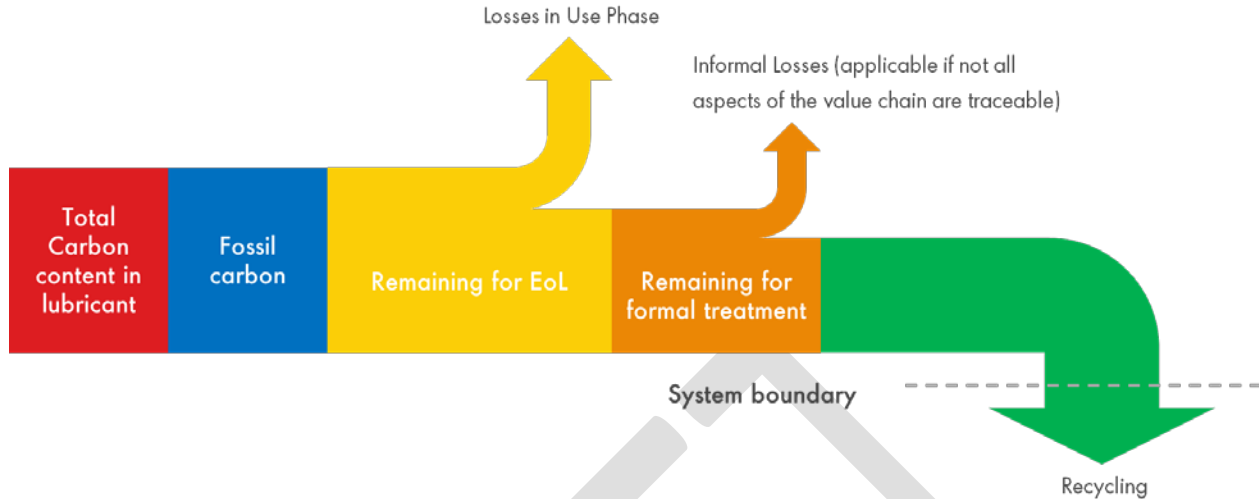 Losses in Use Phase
Informal Losses (applicable if not all
aspects of the value chain are traceable)
Total
Carbon
content in
lubricant
Fossil
carbon
Remaining for EoL
Remaining for
formal treatment
System boundary
Recycling